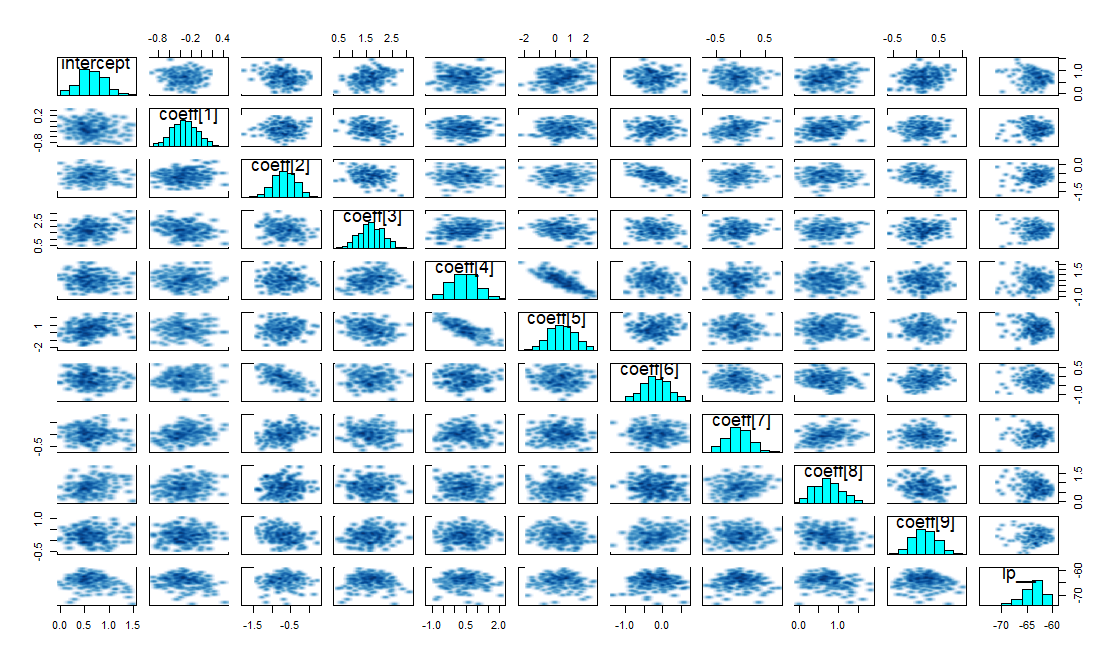 -0.8 -0.2 0.4 0.5 1.5 2.5 -2 0 1 2 -0.5 0.5 -0.5 0.5
intercept 0.0 1.0
-0.8 0.2 coeff[1]
coeff[2] -1.5 0.0
0.5 2.5 coeff[3]
coeff[4] -1.0 1.5
-2 1 coeff[5]
coeff[6] -1.0 0.5
-0.5 coeff[7]
coeff[8] 0.0 1.5
-0.5 1.0 coeff[9]
lp -70 -60
0.0 0.5 1.0 1.5 -1.5 -0.5 -1.0 0.5 2.0 -1.0 0.0 0.0 1.0 -70 -65 -60